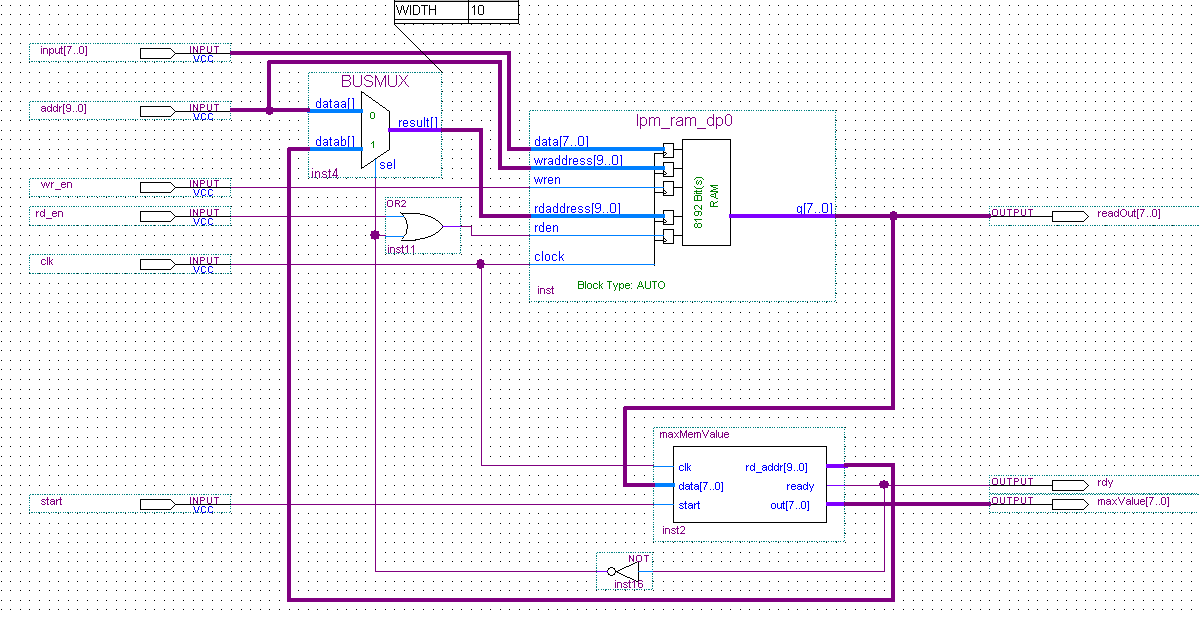 WIDTH 10
input[7..0] INPUT VCC
BUSMUX
addr[9..0] INPUT VCC
dataa[] 0
result[]
datab[] 1
sel
inst4
lpm_ram_dp0
data[7..0]
wraddress[9..0]
wren
rdaddress[9..0]
rden
clock
8192 Bit(s)
RAM
q[7..0]
inst
Block Type: AUTO
OUTPUT readOut[7..0]
wr_en INPUT VCC
rd_en INPUT VCC
OR2
inst11
clk INPUT VCC
maxMemValue
clk rd_addr[9..0]
data[7..0] ready
start out[7..0]
inst2
OUTPUT rdy
OUTPUT maxValue[7..0]
start INPUT VCC
NOT
inst16